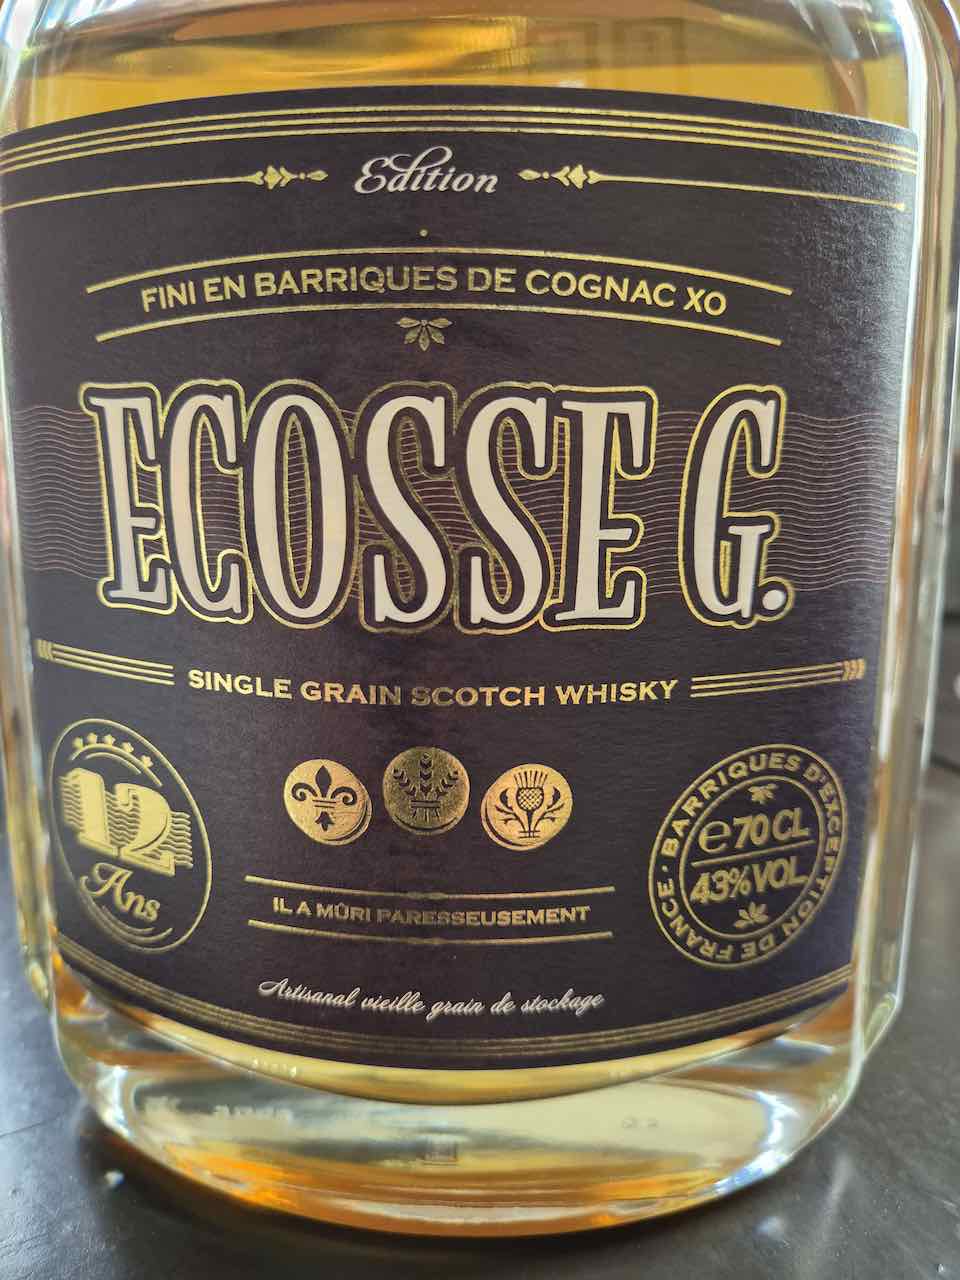 Edition
FINI EN BARRIQUES DE COGNAC XO
ECOSSE G.
SINGLE GRAIN SCOTCH WHISKY
12
Ans
BARRIQUES D'EXCEPTION DE FRANCE ·
℮70 CL
43%VOL
IL A MÛRI PARESSEUSEMENT
Artisanal vieille grain de stockage